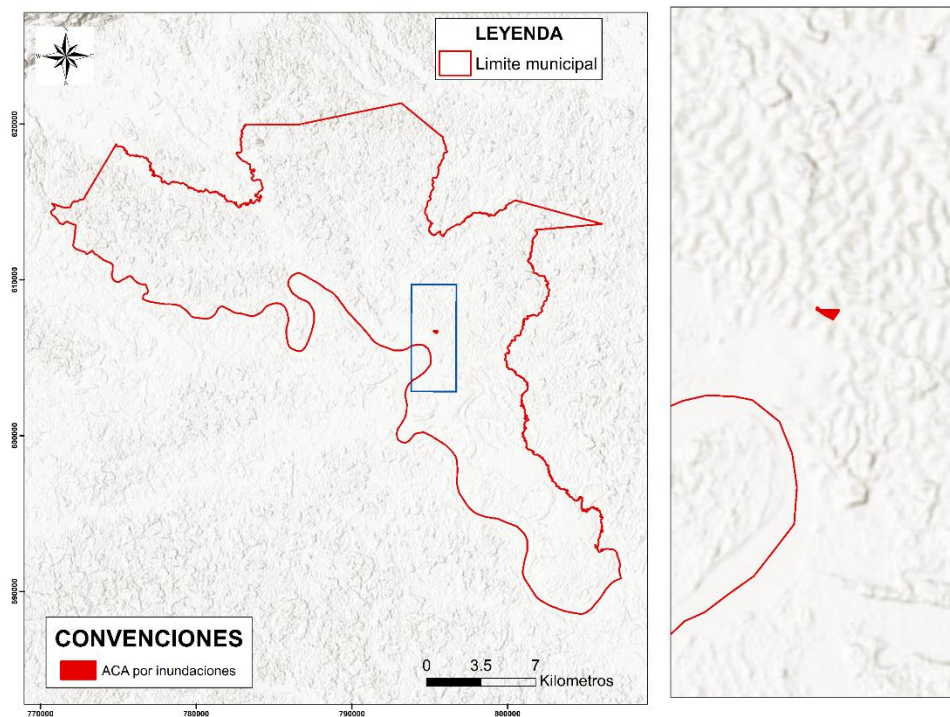 LEYENDA
Limite municipal
N
W
E
S
620000
610000
600000
590000
CONVENCIONES
ACA por inundaciones
0 3.5 7
Kilometros
770000 780000 790000 800000